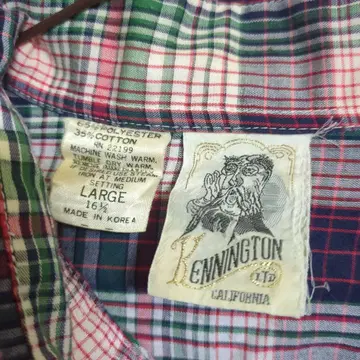 65% POLYESTER
35% COTTON
RN 22199
MACHINE WASH WARM,
TUMBLE DRY WARM,
IRON AT MEDIUM
SETTING
LARGE
16½
MADE IN KOREA
KENNINGTON
LTD
CALIFORNIA